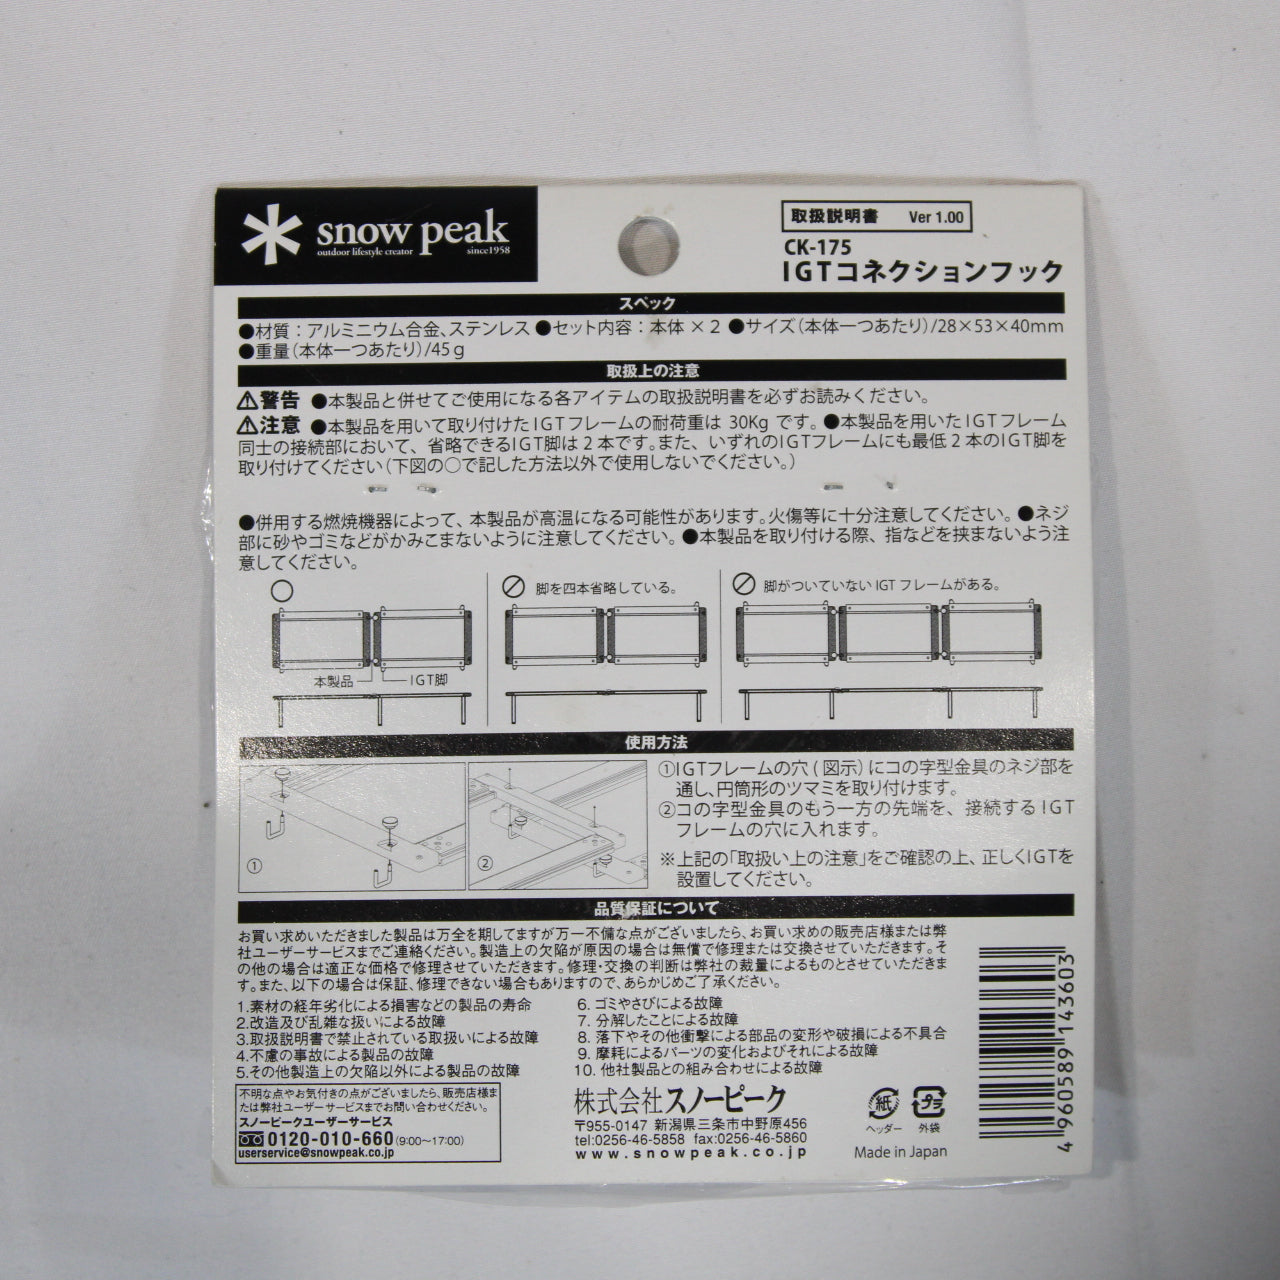 snow peak
outdoor lifestyle creator since1958
取扱説明書 Ver 1.00
CK-175
IGTコネクションフック
スペック
●材質：アルミニウム合金、ステンレス ●セット内容：本体×2 ●サイズ(本体一つあたり)/28×53×40mm
●重量(本体一つあたり)/45g
取扱上の注意
⚠警告 ●本製品と併せてご使用になる各アイテムの取扱説明書を必ずお読みください。
⚠注意 ●本製品を用いて取り付けたIGTフレームの耐荷重は 30Kg です。●本製品を用いたIGTフレーム
同士の接続部において、省略できるIGT脚は2本です。また、いずれのIGTフレームにも最低2本のIGT脚を
取り付けてください(下図の○で記した方法以外で使用しないでください。)
●併用する燃焼機器によって、本製品が高温になる可能性があります。火傷等に十分注意してください。●ネジ
部に砂やゴミなどがかみこまないように注意してください。●本製品を取り付ける際、指などを挟まないよう注
意してください。
脚を四本省略している。
脚がついていない IGT フレームがある。
本製品 IGT脚
使用方法
①
②
①IGTフレームの穴(図示)にコの字型金具のネジ部を
通し、円筒形のツマミを取り付けます。
②コの字型金具のもう一方の先端を、接続するIGT
フレームの穴に入れます。
※上記の「取扱い上の注意」をご確認の上、正しくIGTを
設置してください。
品質保証について
お買い求めいただきました製品は万全を期してますが万一不備な点がございましたら、お買い求めの販売店様または弊
社ユーザーサービスまでご連絡ください。製造上の欠陥が原因の場合は無償で修理または交換させていただきます。そ
の他の場合は適正な価格で修理させていただきます。修理・交換の判断は弊社の裁量によるものとさせていただきま
す。また、以下の場合は保証、修理できない場合もありますので、あらかじめご了承ください。
1.素材の経年劣化による損害などの製品の寿命
2.改造及び乱雑な扱いによる故障
3.取扱説明書で禁止されている取扱いによる故障
4.不慮の事故による製品の故障
5.その他製造上の欠陥以外による製品の故障
6. ゴミやさびによる故障
7. 分解したことによる故障
8. 落下やその他衝撃による部品の変形や破損による不具合
9. 摩耗によるパーツの変化およびそれによる故障
10. 他社製品との組み合わせによる故障
不明な点やお気付きの点がございましたら、販売店様ま
たは弊社ユーザーサービスまでお問い合わせください。
スノーピークユーザーサービス
0120-010-660(9:00〜17:00)
userservice@snowpeak.co.jp
株式会社スノーピーク
〒955-0147 新潟県三条市中野原456
tel:0256-46-5858 fax:0256-46-5860
www.snowpeak.co.jp
紙 プラ
ヘッダー 外袋
Made in Japan
4 960589 143603